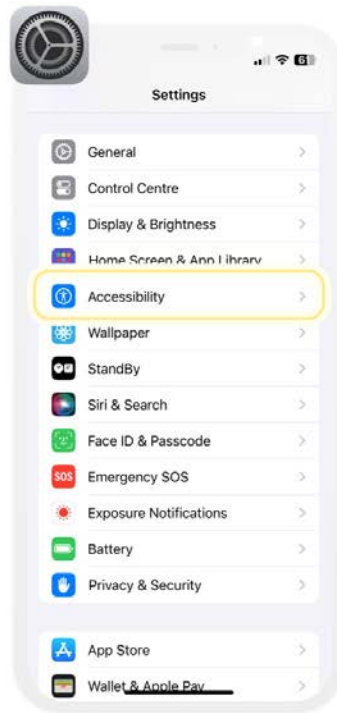 6
Settings
General
Control Centre
Display & Brightness
Home Screen & App Library
Accessibility
Wallpaper
StandBy
Siri & Search
Face ID & Passcode
SOS Emergency SOS
Exposure Notifications
Battery
Privacy & Security
App Store
Wallet & Apple Pay